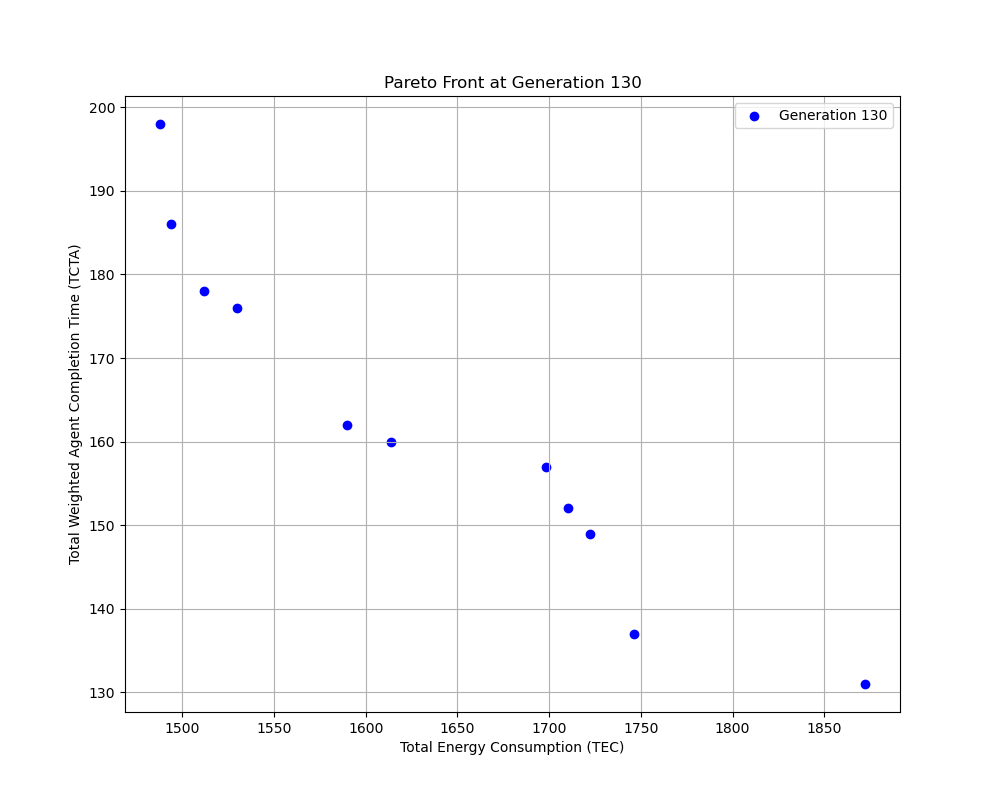 Pareto Front at Generation 130
Generation 130
200
190
180
170
160
150
140
130
Total Weighted Agent Completion Time (TCTA)
1500 1550 1600 1650 1700 1750 1800 1850
Total Energy Consumption (TEC)